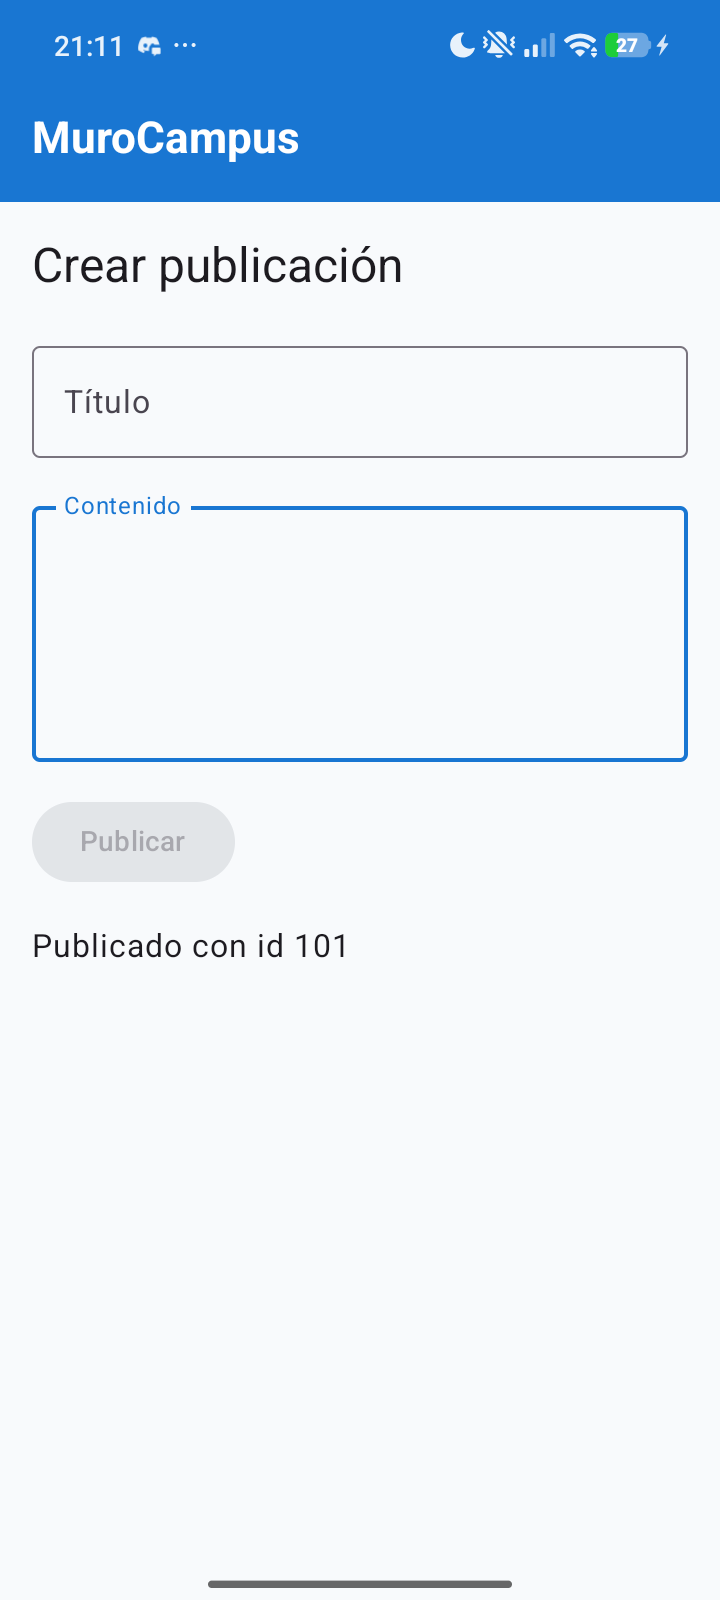 21:11
27
MuroCampus
Crear publicación
Título
Contenido
Publicar
Publicado con id 101